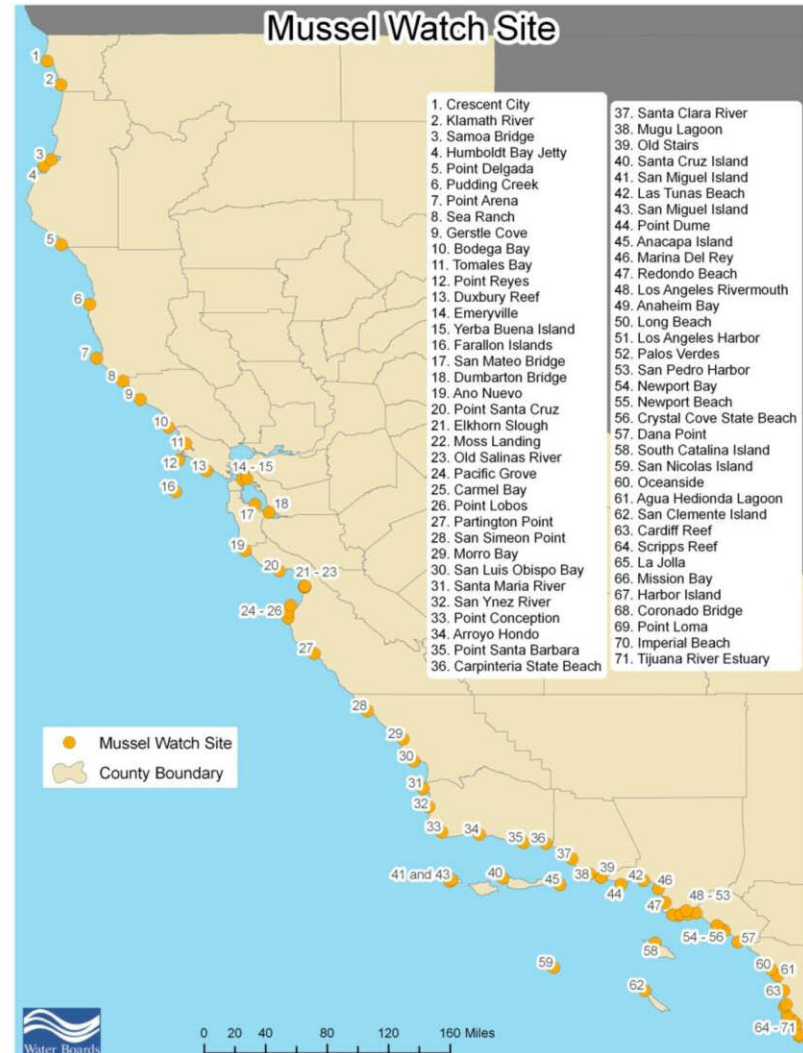 Mussel Watch Site
1. Crescent City
2. Klamath River
3. Samoa Bridge
4. Humboldt Bay Jetty
5. Point Delgada
6. Pudding Creek
7. Point Arena
8. Sea Ranch
9. Gerstle Cove
10. Bodega Bay
11. Tomales Bay
12. Point Reyes
13. Duxbury Reef
14. Emeryville
15. Yerba Buena Island
16. Farallon Islands
17. San Mateo Bridge
18. Dumbarton Bridge
19. Ano Nuevo
20. Point Santa Cruz
21. Elkhorn Slough
22. Moss Landing
23. Old Salinas River
24. Pacific Grove
25. Carmel Bay
26. Point Lobos
27. Partington Point
28. San Simeon Point
29. Morro Bay
30. San Luis Obispo Bay
31. Santa Maria River
32. San Ynez River
33. Point Conception
34. Arroyo Hondo
35. Point Santa Barbara
36. Carpinteria State Beach
37. Santa Clara River
38. Mugu Lagoon
39. Old Stairs
40. Santa Cruz Island
41. San Miguel Island
42. Las Tunas Beach
43. San Miguel Island
44. Point Dume
45. Anacapa Island
46. Marina Del Rey
47. Redondo Beach
48. Los Angeles Rivermouth
49. Anaheim Bay
50. Long Beach
51. Los Angeles Harbor
52. Palos Verdes
53. San Pedro Harbor
54. Newport Bay
55. Newport Beach
56. Crystal Cove State Beach
57. Dana Point
58. South Catalina Island
59. San Nicolas Island
60. Oceanside
61. Agua Hedionda Lagoon
62. San Clemente Island
63. Cardiff Reef
64. Scripps Reef
65. La Jolla
66. Mission Bay
67. Harbor Island
68. Coronado Bridge
69. Point Loma
70. Imperial Beach
71. Tijuana River Estuary
1
2
3
4
5
6
7
8
9
10
11
12
13
14 - 15
16
17
18
19
20
21 - 23
24 - 26
27
28
29
30
31
32
33
34
35
36
37
38
39
40
41 and 43
42
44
45
46
47
48 - 53
54 - 56
57
58
59
60
61
62
63
64 - 71
Mussel Watch Site
County Boundary
Water Boards
0 20 40 80 120 160 Miles